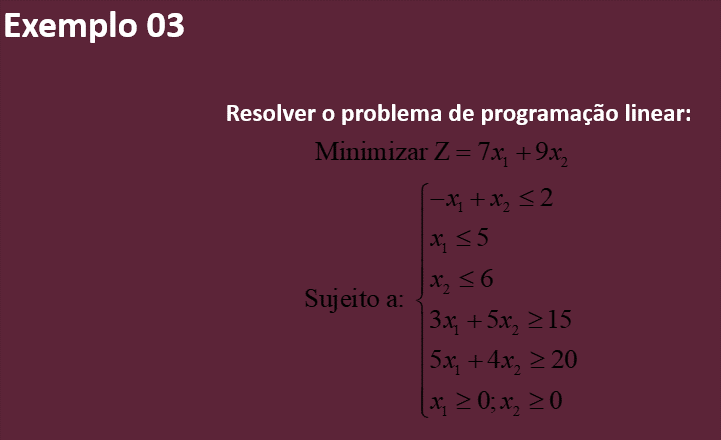 Exemplo 03
Resolver o problema de programação linear:
Minimizar Z = 7x₁ + 9x₂
−x₁ + x₂ ≤ 2
x₁ ≤ 5
x₂ ≤ 6
Sujeito a:
3x₁ + 5x₂ ≥ 15
5x₁ + 4x₂ ≥ 20
x₁ ≥ 0; x₂ ≥ 0